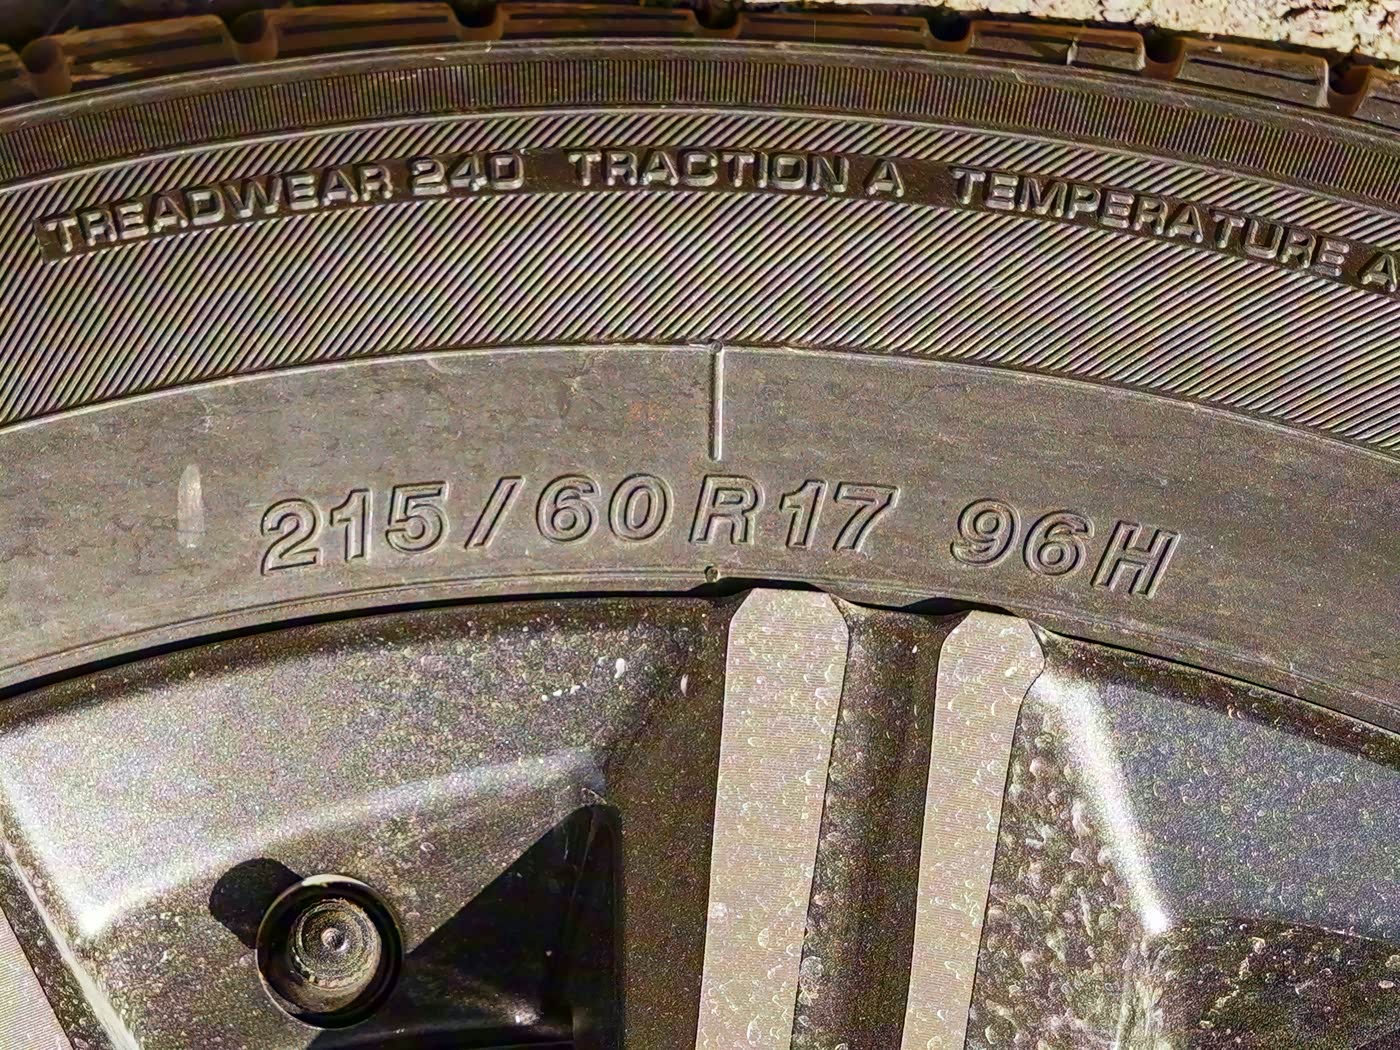 TREADWEAR 240 TRACTION A TEMPERATURE A
215/60R17 96H